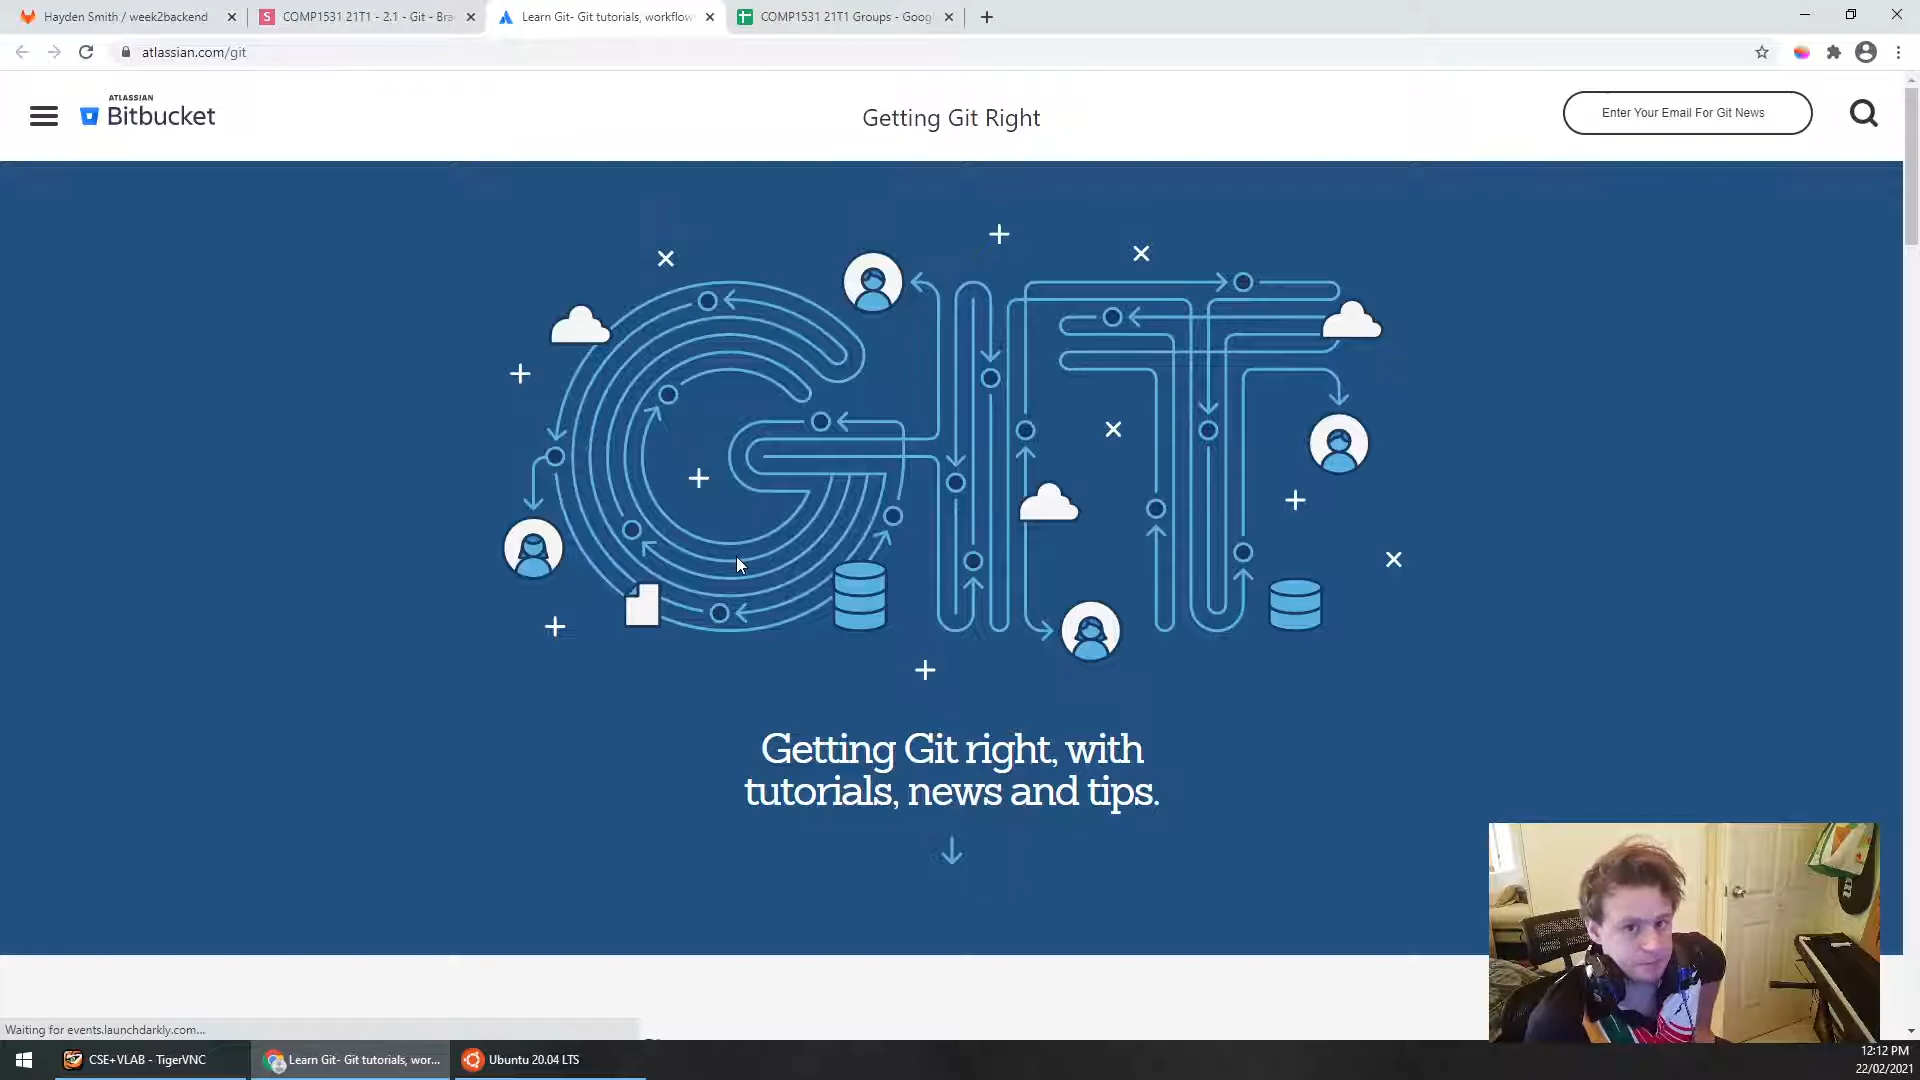 Hayden Smith / week2backend
COMP1531 21T1 - 2.1 - Git - Bra
Learn Git- Git tutorials, workflow
COMP1531 21T1 Groups - Goog
atlassian.com/git
ATLASSIAN
Bitbucket
Getting Git Right
Enter Your Email For Git News
GIT
Getting Git right, with
tutorials, news and tips.
Waiting for events.launchdarkly.com...
CSE+VLAB - TigerVNC
Learn Git- Git tutorials, wor...
Ubuntu 20.04 LTS
12:12 PM
22/02/2021